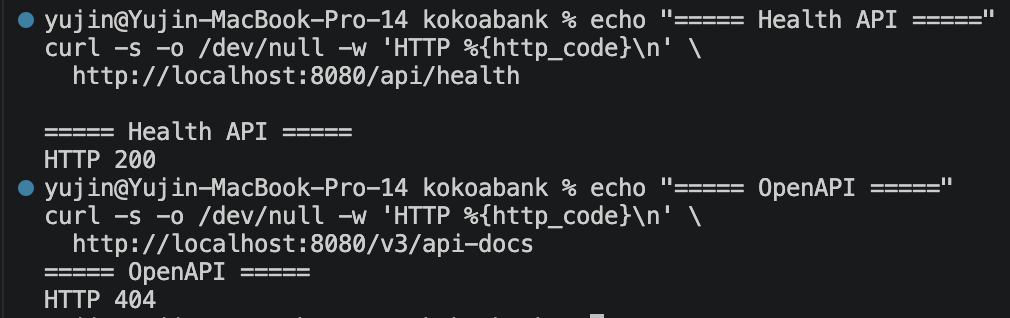 yujin@Yujin-MacBook-Pro-14 kokoabank % echo "===== Health API ====="
curl -s -o /dev/null -w 'HTTP %{http_code}\n' \
  http://localhost:8080/api/health

===== Health API =====
HTTP 200
yujin@Yujin-MacBook-Pro-14 kokoabank % echo "===== OpenAPI ====="
curl -s -o /dev/null -w 'HTTP %{http_code}\n' \
  http://localhost:8080/v3/api-docs
===== OpenAPI =====
HTTP 404